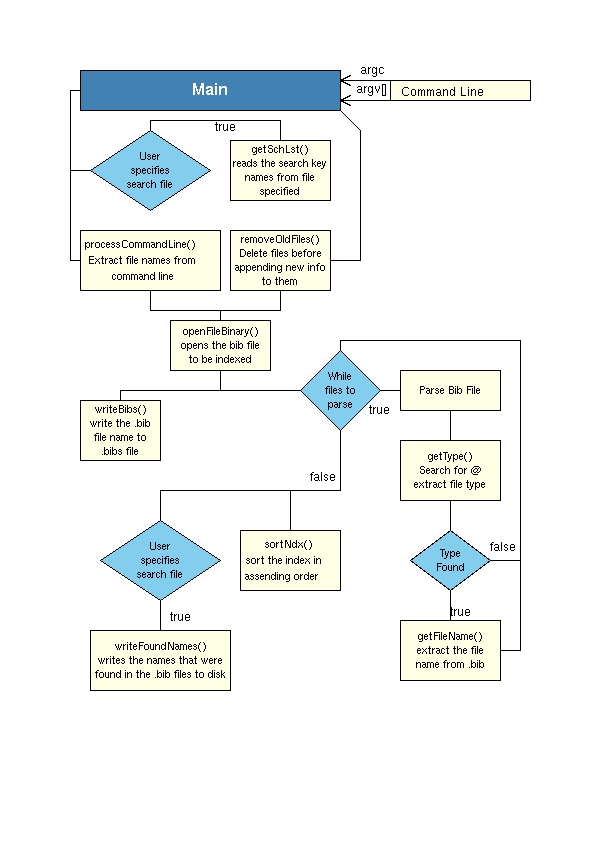 argc
Main
argv[]
Command Line
true
User
specifies
search file
getSchLst()
reads the search key
names from file
specified
processCommandLine()
Extract file names from
command line
removeOldFiles()
Delete files before
appending new info
to them
openFileBinary()
opens the bib file
to be indexed
While
files to
parse
true
Parse Bib File
writeBibs()
write the .bib
file name to
.bibs file
getType()
Search for @
extract file type
false
User
specifies
search file
sortNdx()
sort the index in
assending order
Type
Found
false
true
true
writeFoundNames()
writes the names that were
found in the .bib files to disk
getFileName()
extract the file
name from .bib